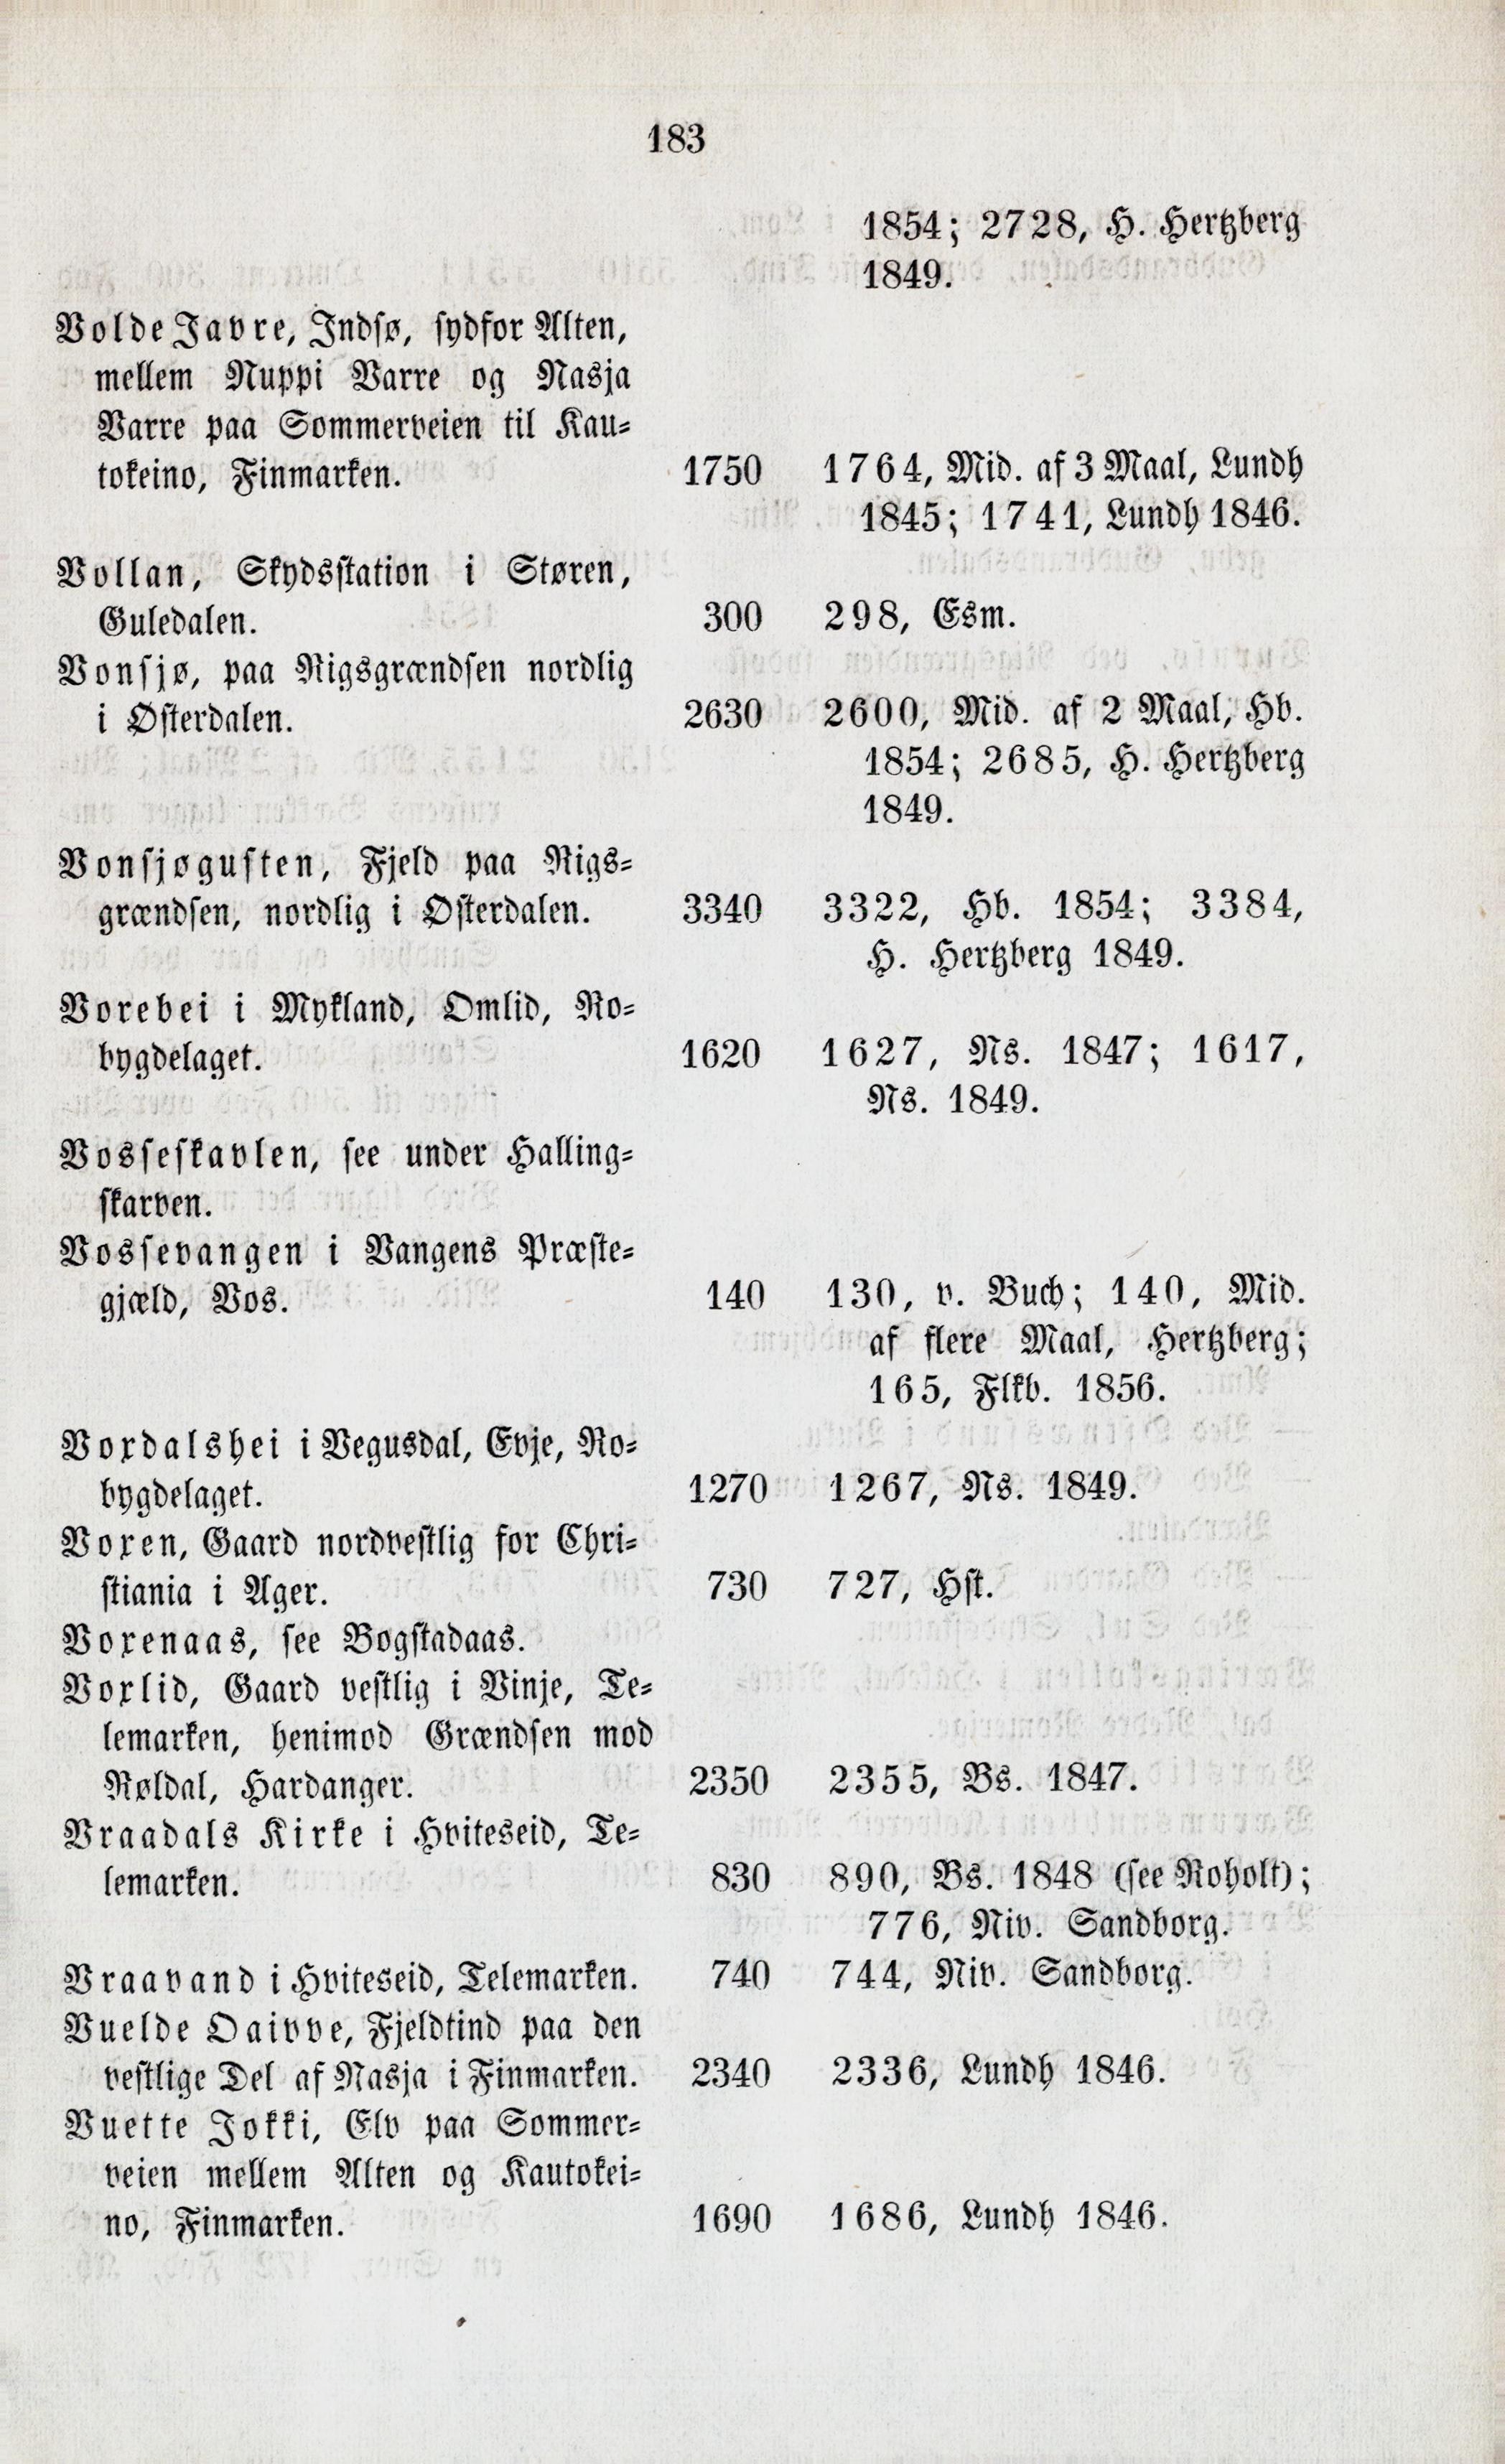 183
1854; 2728, H. Hertzberg
1849.
Volde Javre, Indsø, sydfor Alten,
mellem Nuppi Varre og Nasja
Varre paa Sommerveien til Kau-
tokeino, Finmarken. 1750 1764, Mid. af 3 Maal, Lundh
1845; 1741, Lundh 1846.
Vollan, Skydsstation i Støren,
Guledalen. 300 298, Esm.
Vonsjø, paa Rigsgrændsen nordlig
i Østerdalen. 2630 2600, Mid. af 2 Maal, Hb.
1854; 2685, H. Hertzberg
1849.
Vonsjøgusten, Fjeld paa Rigs-
grændsen, nordlig i Østerdalen. 3340 3322, Hb. 1854; 3384,
H. Hertzberg 1849.
Vorehei i Mykland, Omlid, Ro-
bygdelaget. 1620 1627, Ns. 1847; 1617,
Ns. 1849.
Vosseskavlen, see under Halling-
skarven.
Vossevangen i Vangens Præste-
gjæld, Vos. 140 130, v. Buch; 140, Mid.
af flere Maal, Hertzberg;
165, Flkv. 1856.
Voxdalshei i Vegusdal, Evje, Ro-
bygdelaget. 1270 1267, Ns. 1849.
Voxen, Gaard nordvestlig for Chri-
stiania i Ager. 730 727, Hst.
Voxenaas, see Bogstadaas.
Voxlid, Gaard vestlig i Vinje, Te-
lemarken, henimod Grændsen mod
Røldal, Hardanger. 2350 2355, Bs. 1847.
Vraadals Kirke i Hviteseid, Te-
lemarken. 830 890, Bs. 1848 (see Roholt);
776, Niv. Sandborg.
Vraavand i Hviteseid, Telemarken. 740 744, Niv. Sandborg.
Vuelde Oaivve, Fjeldtind paa den
vestlige Del af Nasja i Finmarken. 2340 2336, Lundh 1846.
Vuette Jokki, Elv paa Sommer-
veien mellem Alten og Kautokei-
no, Finmarken. 1690 1686, Lundh 1846.